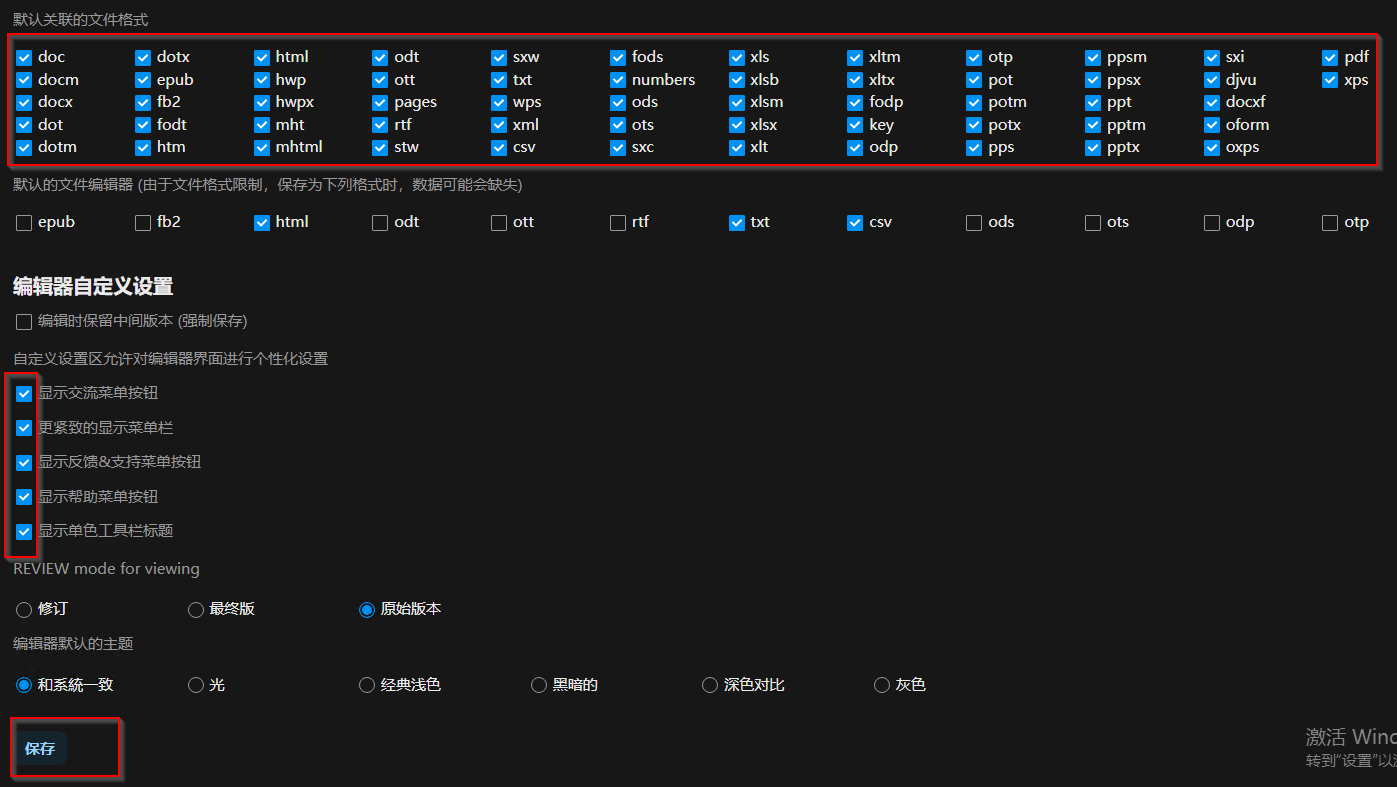 默认关联的文件格式
doc dotx html odt sxw fods xls xltm otp ppsm sxi pdf
docm epub hwp ott txt numbers xlsb xltx pot ppsx djvu xps
docx fb2 hwpx pages wps ods xlsm fodp potm ppt docxf
dot fodt mht rtf xml ots xlsx key potx pptm oform
dotm htm mhtml stw csv sxc xlt odp pps pptx oxps
默认的文件编辑器 (由于文件格式限制，保存为下列格式时，数据可能会缺失)
epub fb2 html odt ott rtf txt csv ods ots odp otp
编辑器自定义设置
编辑时保留中间版本 (强制保存)
自定义设置区允许对编辑器界面进行个性化设置
显示交流菜单按钮
更紧致的显示菜单栏
显示反馈&支持菜单按钮
显示帮助菜单按钮
显示单色工具栏标题
REVIEW mode for viewing
修订 最终版 原始版本
编辑器默认的主题
和系統一致 光 经典浅色 黑暗的 深色对比 灰色
保存
激活 Winc
转到"设置"以